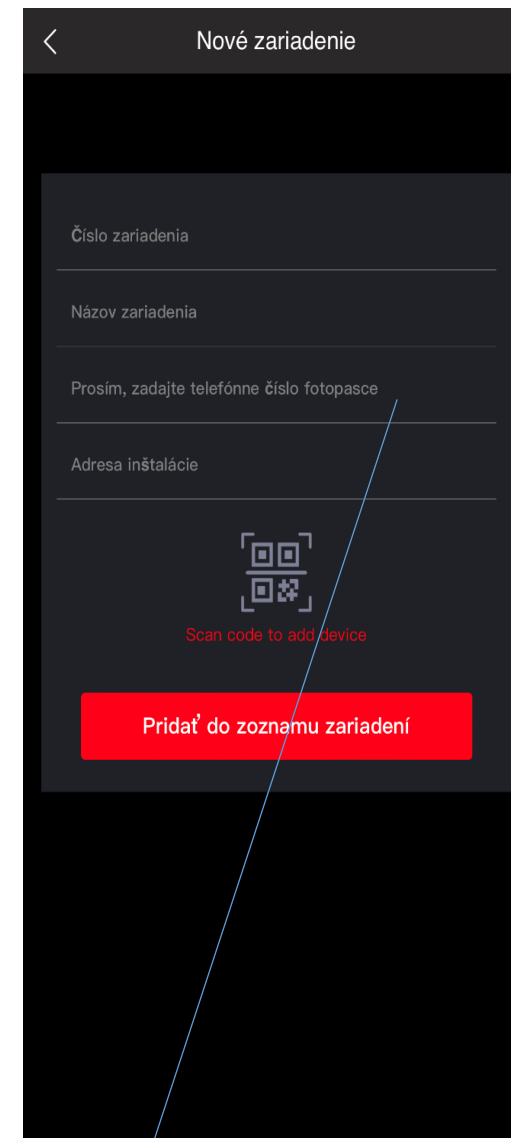 Nové zariadenie
Číslo zariadenia
Názov zariadenia
Prosím, zadajte telefónne číslo fotopasce
Adresa inštalácie
Scan code to add device
Pridať do zoznamu zariadení